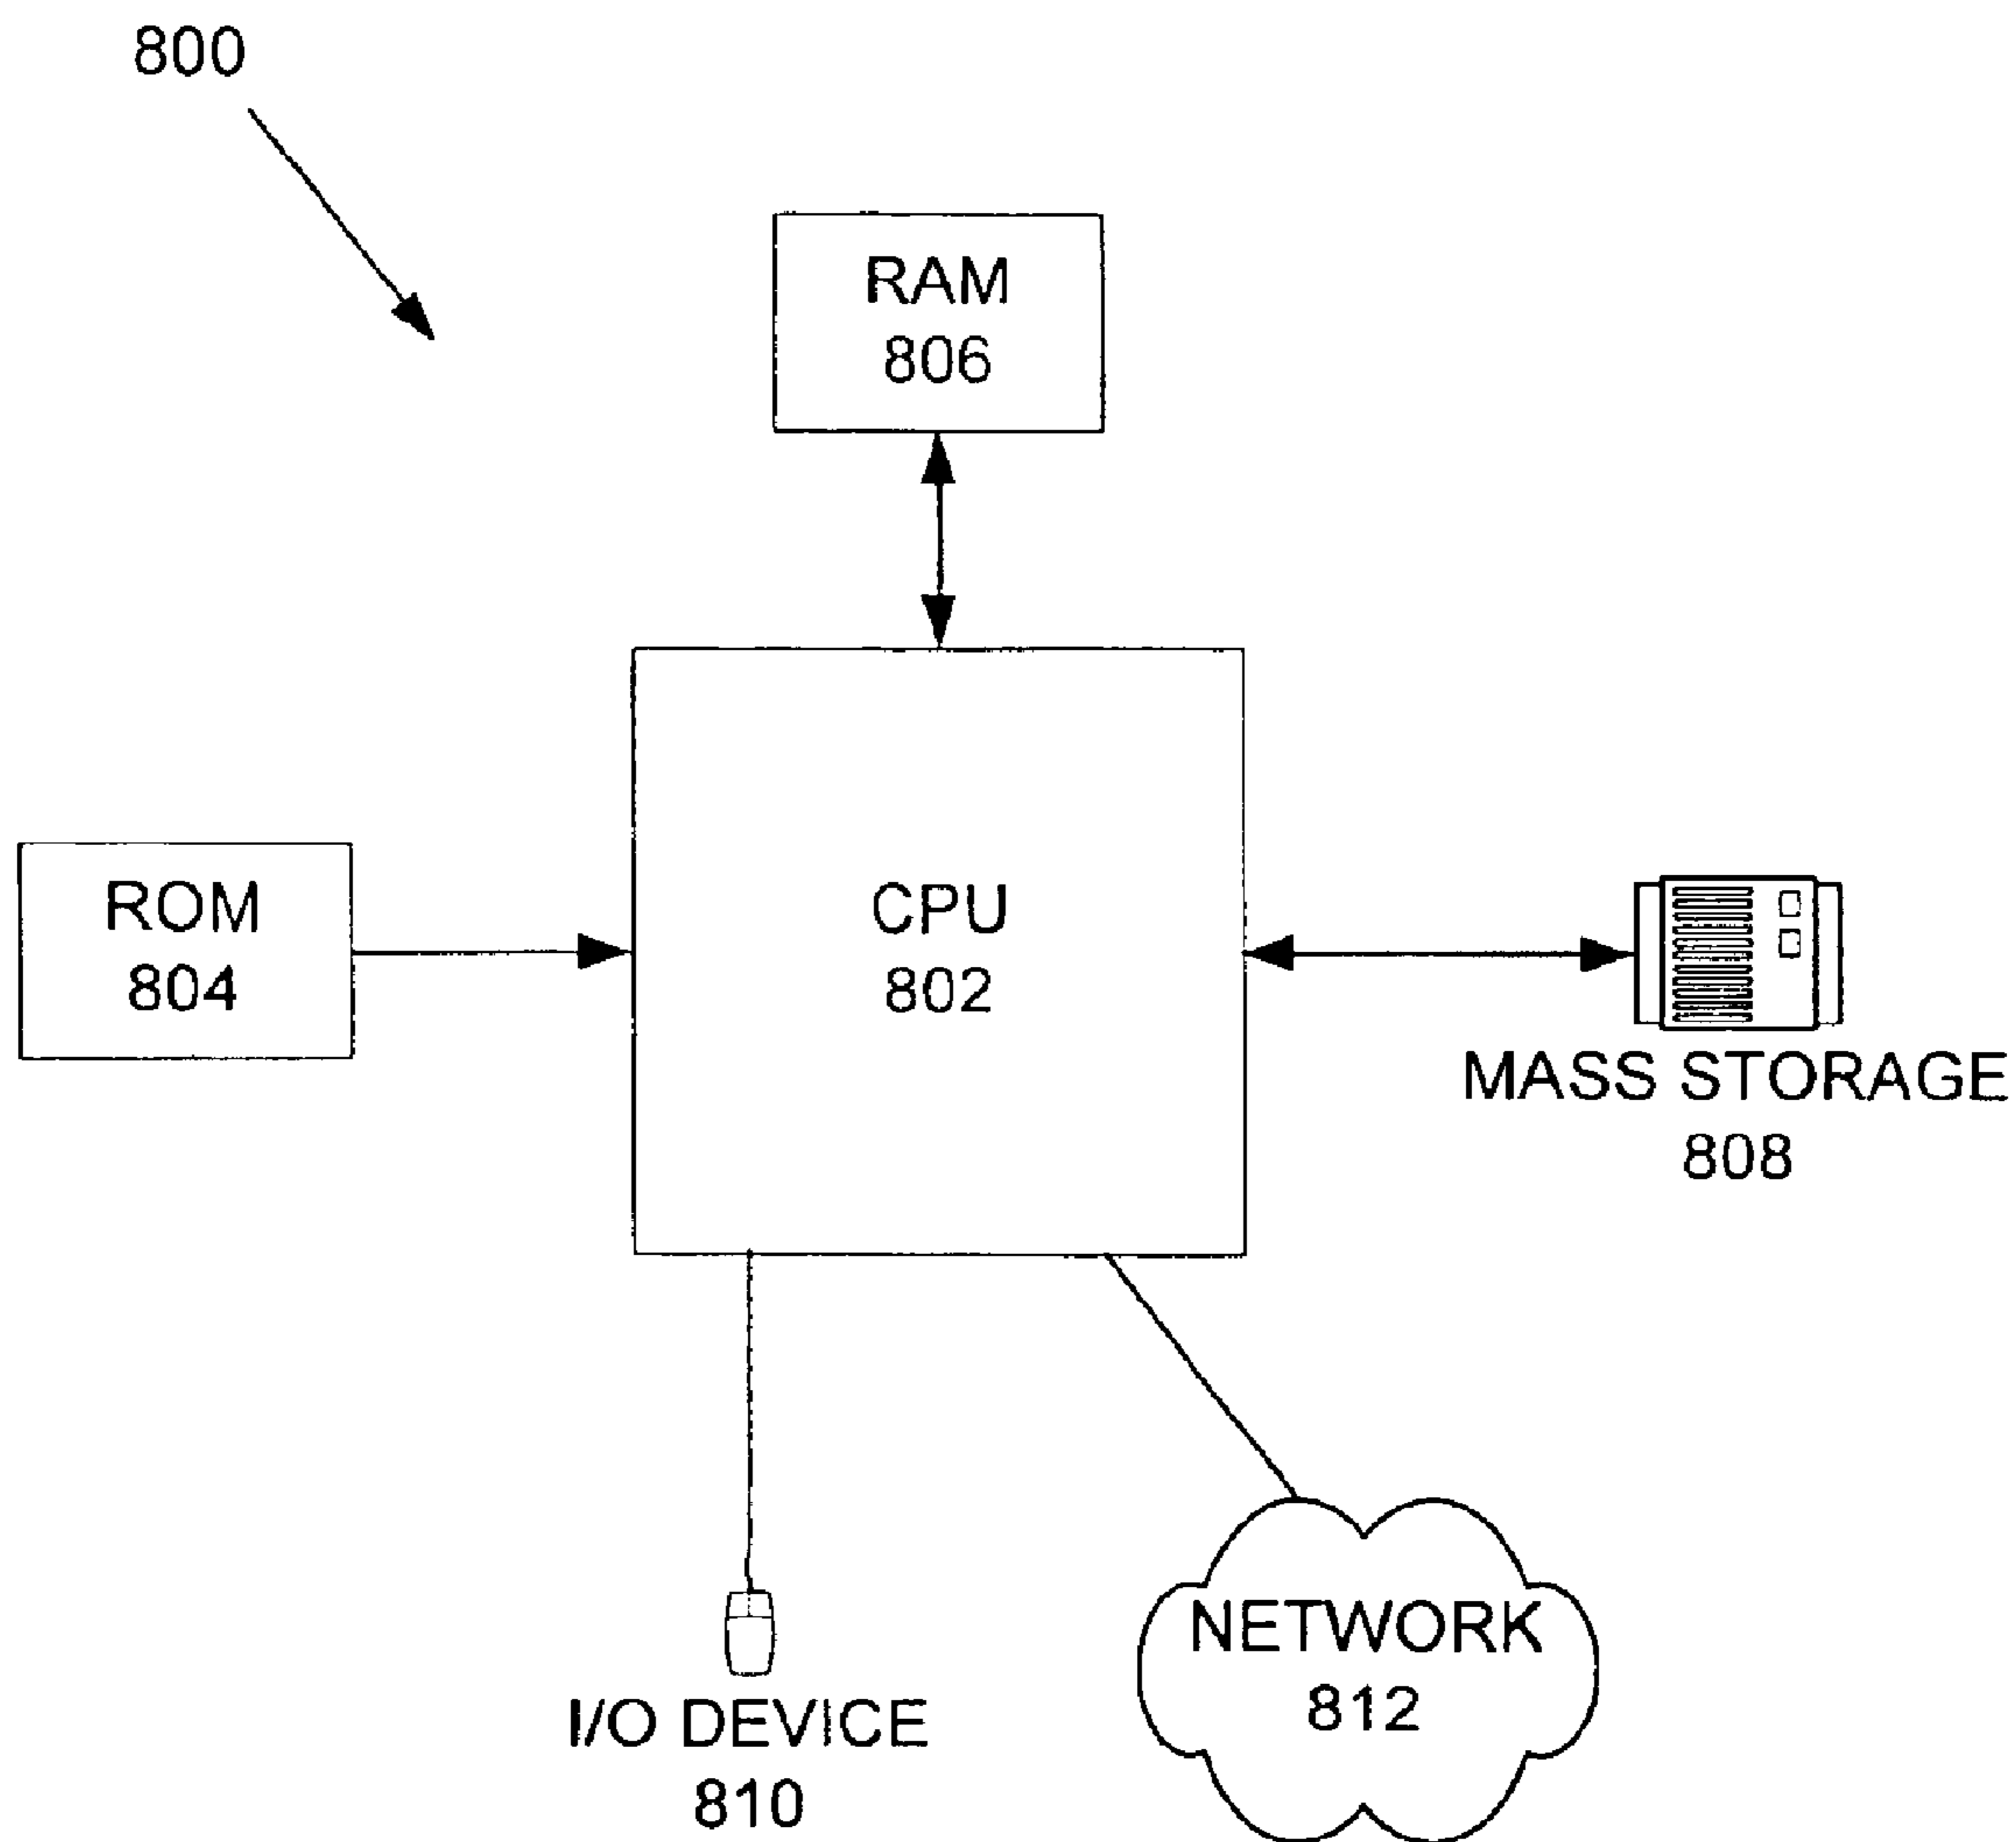 800
RAM
806
ROM
804
CPU
802
MASS STORAGE
808
I/O DEVICE
810
NETWORK
812